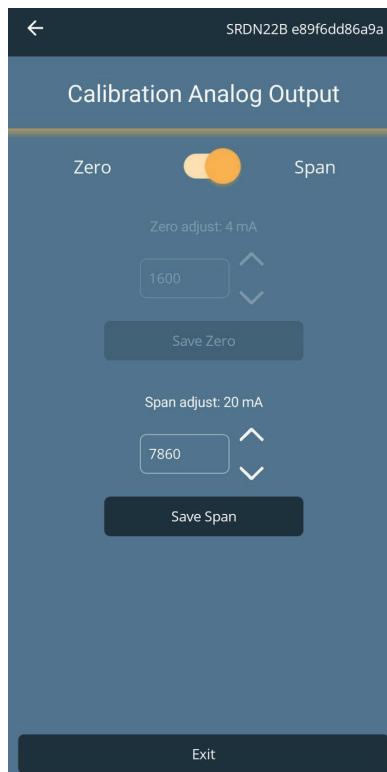 SRDN22B e89f6dd86a9a
Calibration Analog Output
Zero Span
Zero adjust: 4 mA
1600
Save Zero
Span adjust: 20 mA
7860
Save Span
Exit